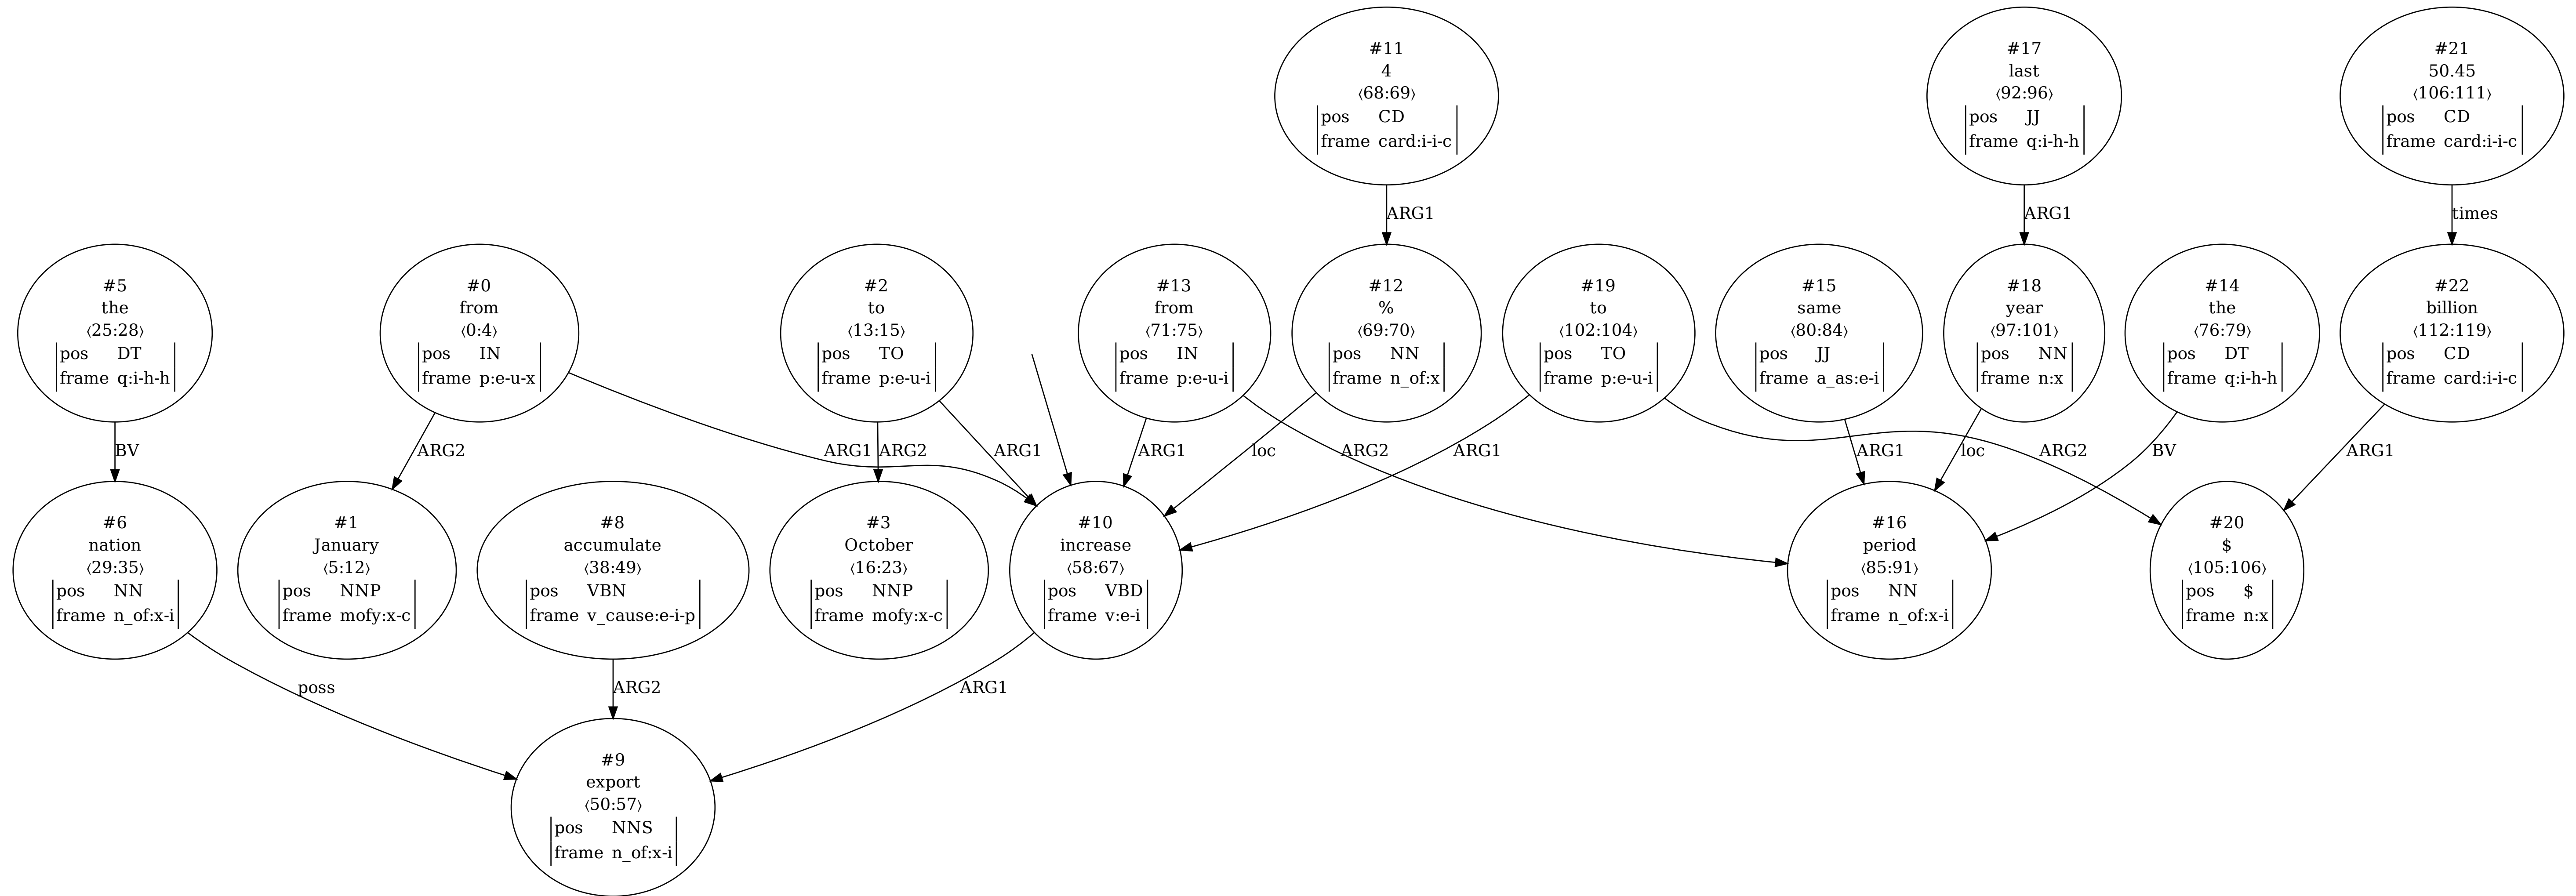 #11
4
⟨68:69⟩
pos CD
frame card:i-i-c
#17
last
⟨92:96⟩
pos JJ
frame q:i-h-h
#21
50.45
⟨106:111⟩
pos CD
frame card:i-i-c
ARG1
ARG1
times
#5
the
⟨25:28⟩
pos DT
frame q:i-h-h
#0
from
⟨0:4⟩
pos IN
frame p:e-u-x
#2
to
⟨13:15⟩
pos TO
frame p:e-u-i
#13
from
⟨71:75⟩
pos IN
frame p:e-u-i
#12
%
⟨69:70⟩
pos NN
frame n_of:x
#19
to
⟨102:104⟩
pos TO
frame p:e-u-i
#15
same
⟨80:84⟩
pos JJ
frame a_as:e-i
#18
year
⟨97:101⟩
pos NN
frame n:x
#14
the
⟨76:79⟩
pos DT
frame q:i-h-h
#22
billion
⟨112:119⟩
pos CD
frame card:i-i-c
BV
ARG2
ARG1
ARG2
ARG1
ARG1
loc
ARG2
ARG1
ARG1
loc
ARG2
BV
ARG1
#6
nation
⟨29:35⟩
pos NN
frame n_of:x-i
#1
January
⟨5:12⟩
pos NNP
frame mofy:x-c
#8
accumulate
⟨38:49⟩
pos VBN
frame v_cause:e-i-p
#3
October
⟨16:23⟩
pos NNP
frame mofy:x-c
#10
increase
⟨58:67⟩
pos VBD
frame v:e-i
#16
period
⟨85:91⟩
pos NN
frame n_of:x-i
#20
$
⟨105:106⟩
pos $
frame n:x
poss
ARG2
ARG1
#9
export
⟨50:57⟩
pos NNS
frame n_of:x-i